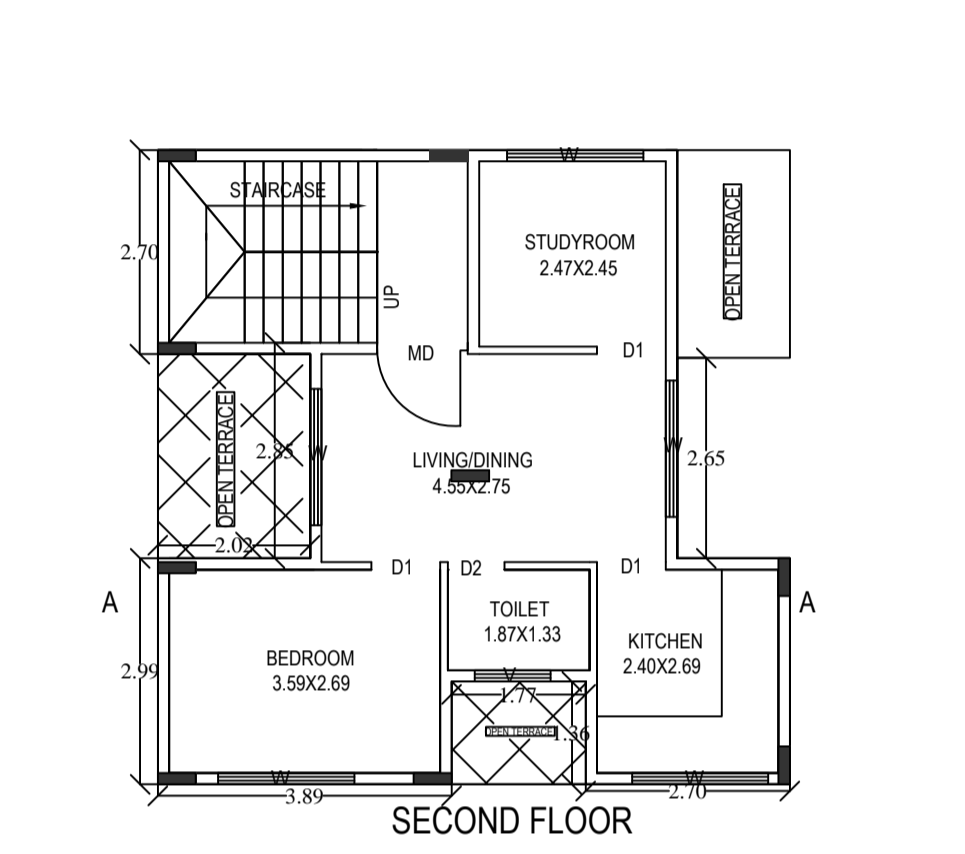 W
STAIRCASE
OPEN TERRACE
STUDYROOM
2.47X2.45
2.70
UP
MD
D1
OPEN TERRACE
2.85
W
LIVING/DINING
4.55X2.75
W
2.65
2.02
D1
D2
D1
A
A
TOILET
1.87X1.33
KITCHEN
2.40X2.69
BEDROOM
3.59X2.69
2.99
V
1.77
OPEN TERRACE
1.36
W
W
3.89
2.70
SECOND FLOOR